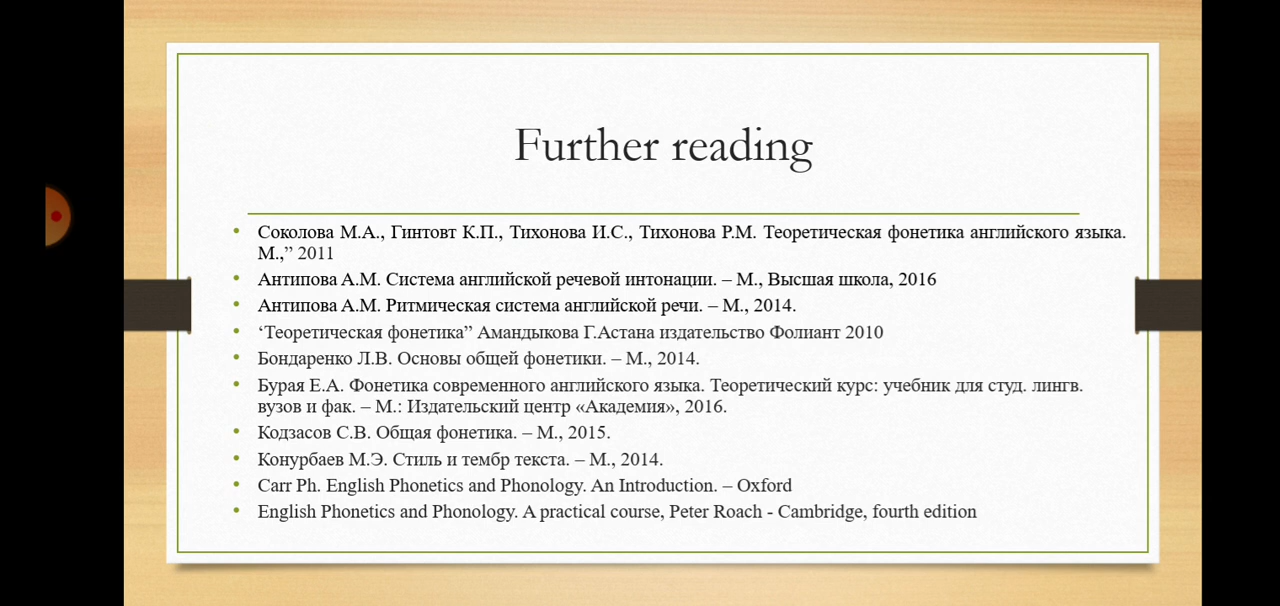 Further reading
• Соколова М.А., Гинтовт К.П., Тихонова И.С., Тихонова Р.М. Теоретическая фонетика английского языка.
М.,” 2011
• Антипова А.М. Система английской речевой интонации. – М., Высшая школа, 2016
• Антипова А.М. Ритмическая система английской речи. – М., 2014.
• ‘Теоретическая фонетика” Амандыкова Г.Астана издательство Фолиант 2010
• Бондаренко Л.В. Основы общей фонетики. – М., 2014.
• Бурая Е.А. Фонетика современного английского языка. Теоретический курс: учебник для студ. лингв.
вузов и фак. – М.: Издательский центр «Академия», 2016.
• Кодзасов С.В. Общая фонетика. – М., 2015.
• Конурбаев М.Э. Стиль и тембр текста. – М., 2014.
• Carr Ph. English Phonetics and Phonology. An Introduction. – Oxford
• English Phonetics and Phonology. A practical course, Peter Roach - Cambridge, fourth edition